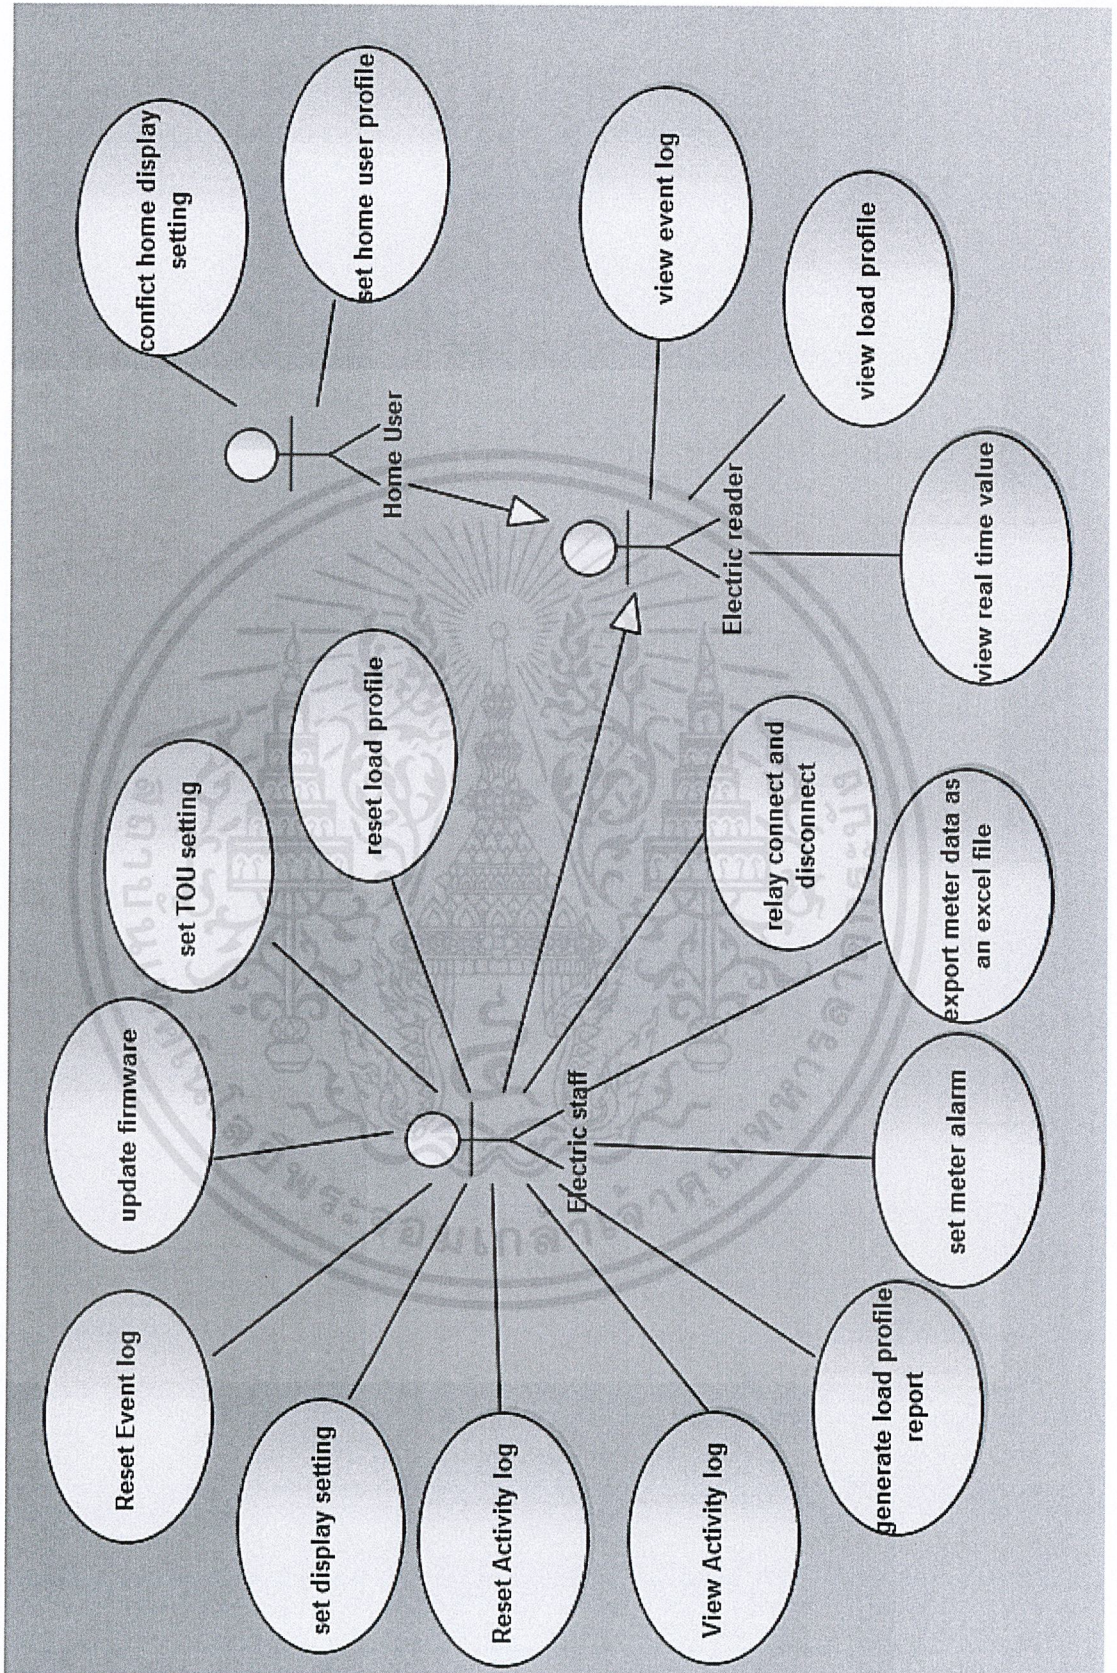 Reset Event log
update firmware
set TOU setting
confict home display
setting
set display setting
reset load profile
set home user profile
Home User
Reset Activity log
Electric staff
Electric reader
view event log
View Activity log
relay connect and
disconnect
view load profile
generate load profile
report
set meter alarm
export meter data as
an excel file
view real time value